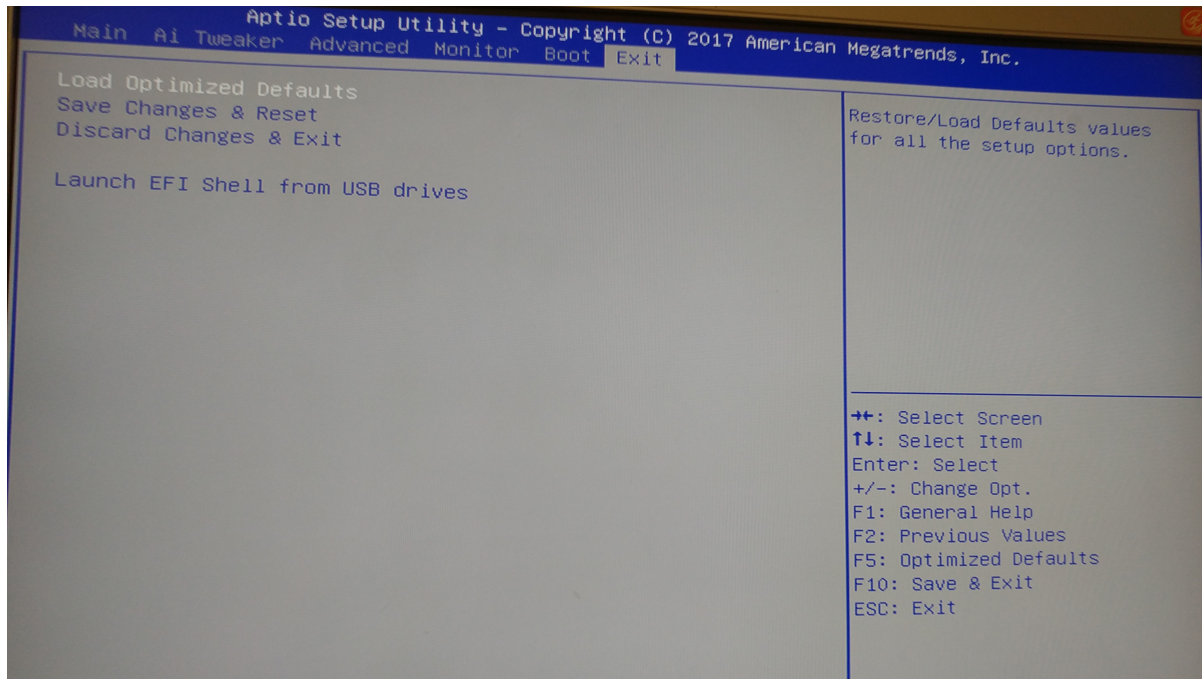 Aptio Setup Utility - Copyright (C) 2017 American Megatrends, Inc.
Main Ai Tweaker Advanced Monitor Boot Exit
Load Optimized Defaults
Save Changes & Reset
Discard Changes & Exit
Launch EFI Shell from USB drives
Restore/Load Defaults values
for all the setup options.
→←: Select Screen
↑↓: Select Item
Enter: Select
+/-: Change Opt.
F1: General Help
F2: Previous Values
F5: Optimized Defaults
F10: Save & Exit
ESC: Exit